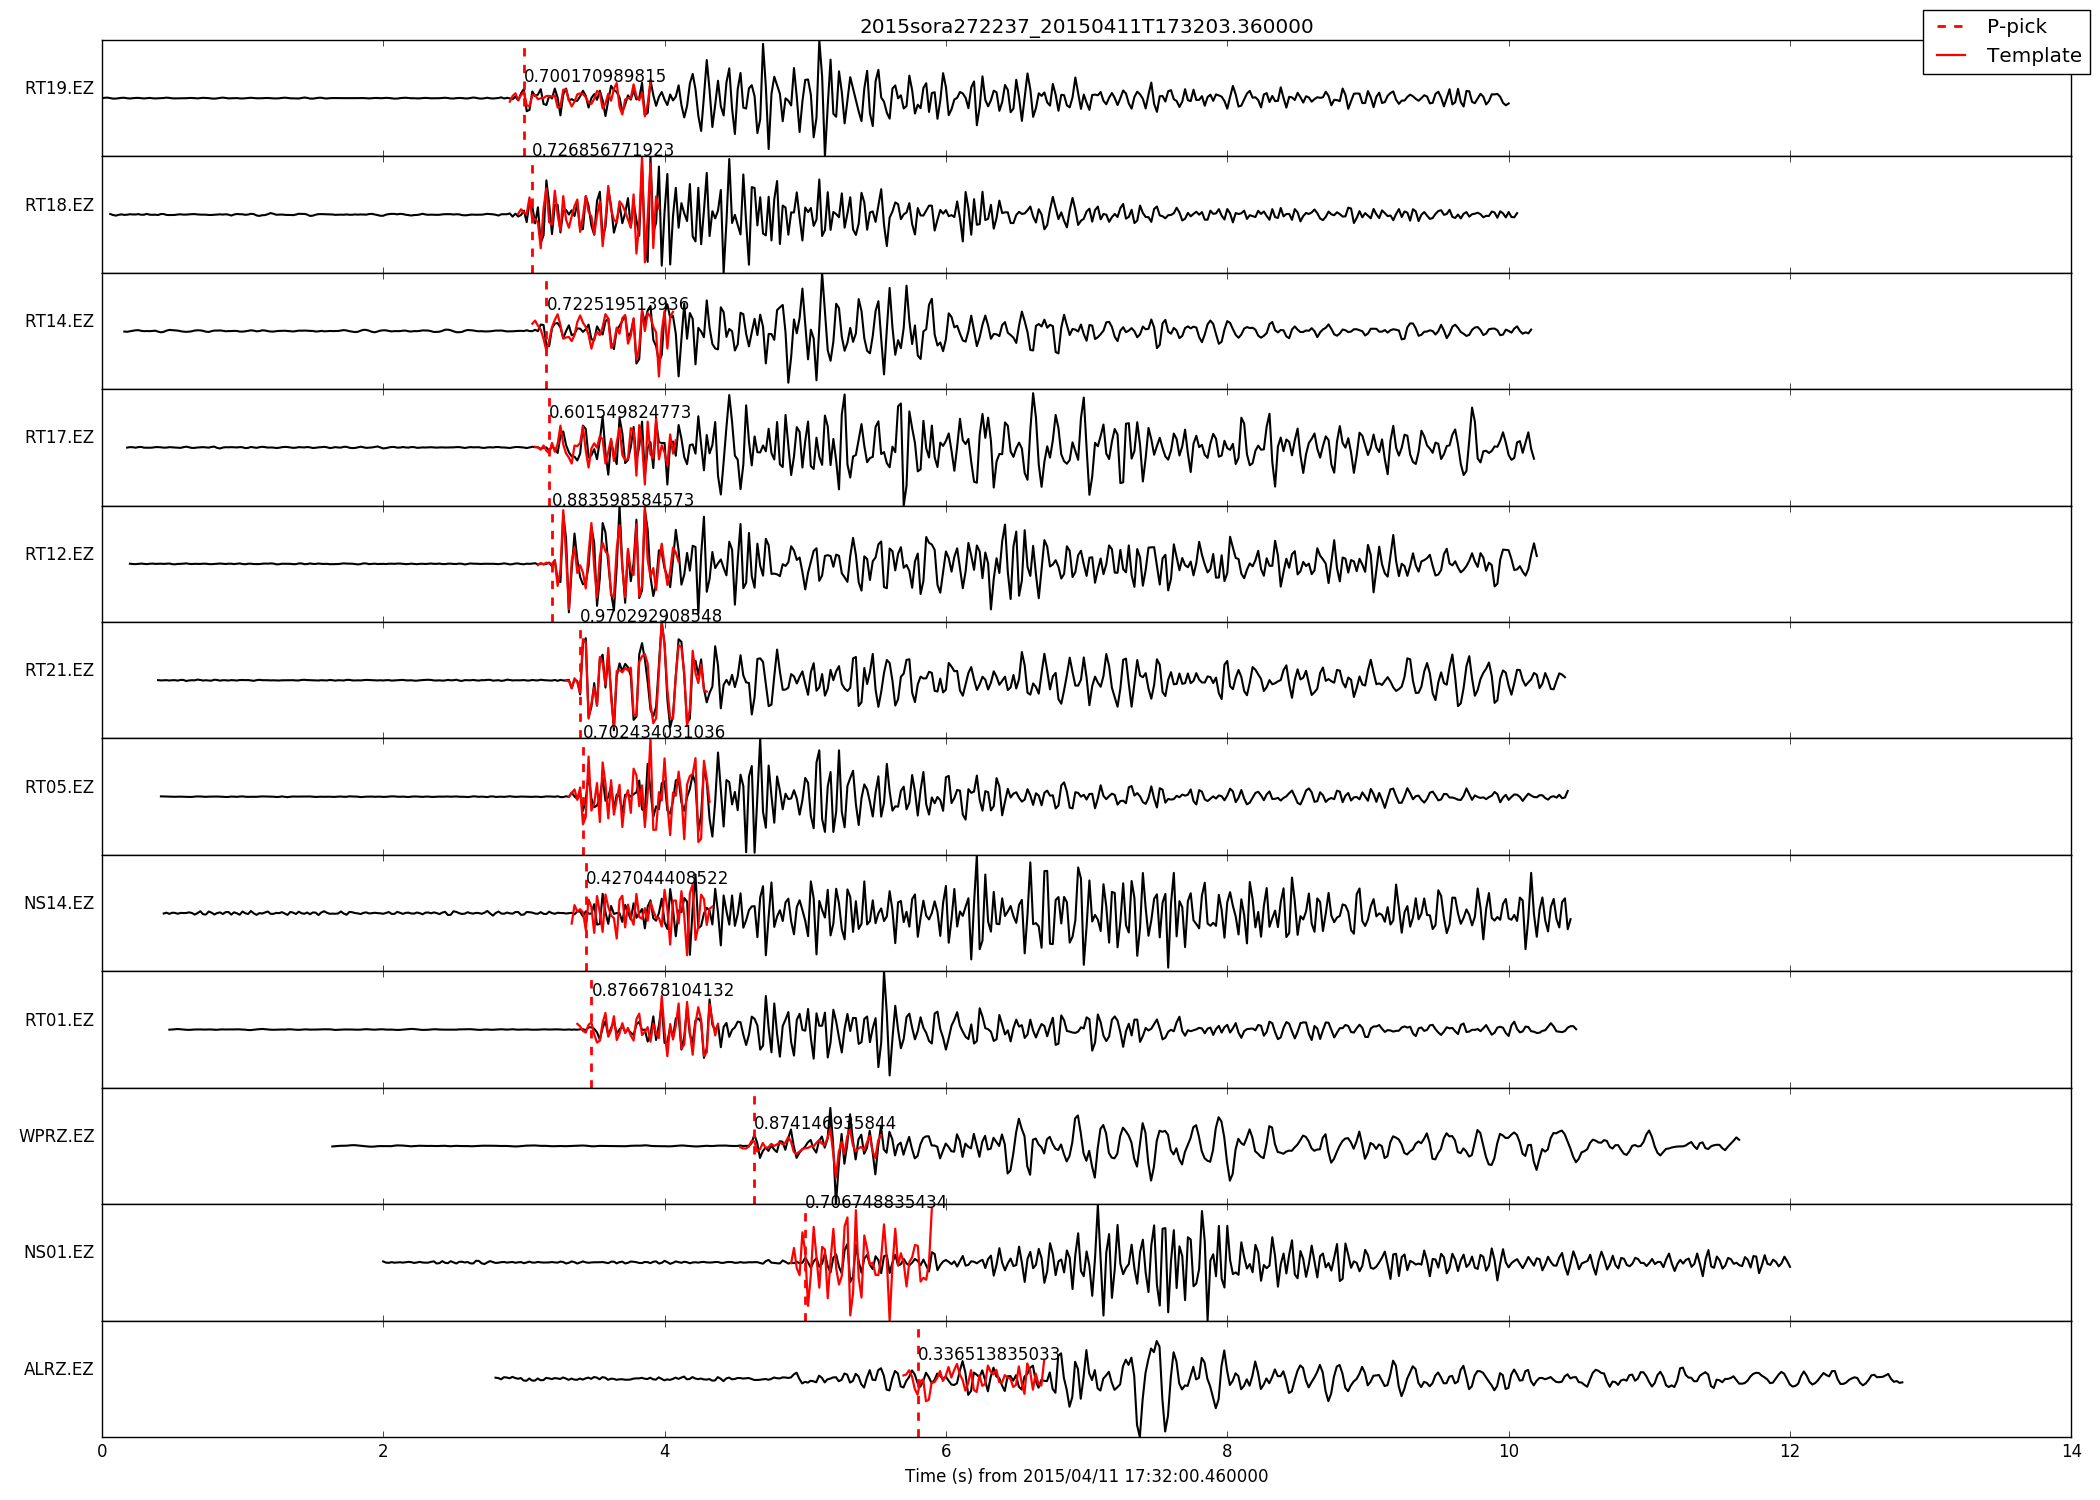 2015sora272237_20150411T173203.360000
P-pick
Template
RT19.EZ
0.700170989815
RT18.EZ
0.726856771923
RT14.EZ
0.722519513936
RT17.EZ
0.601549824773
RT12.EZ
0.883598584573
RT21.EZ
0.970292908548
RT05.EZ
0.702434031036
NS14.EZ
0.427044408522
RT01.EZ
0.876678104132
WPRZ.EZ
0.874146935844
NS01.EZ
0.706748835434
ALRZ.EZ
0.336513835033
0 2 4 6 8 10 12 14
Time (s) from 2015/04/11 17:32:00.460000